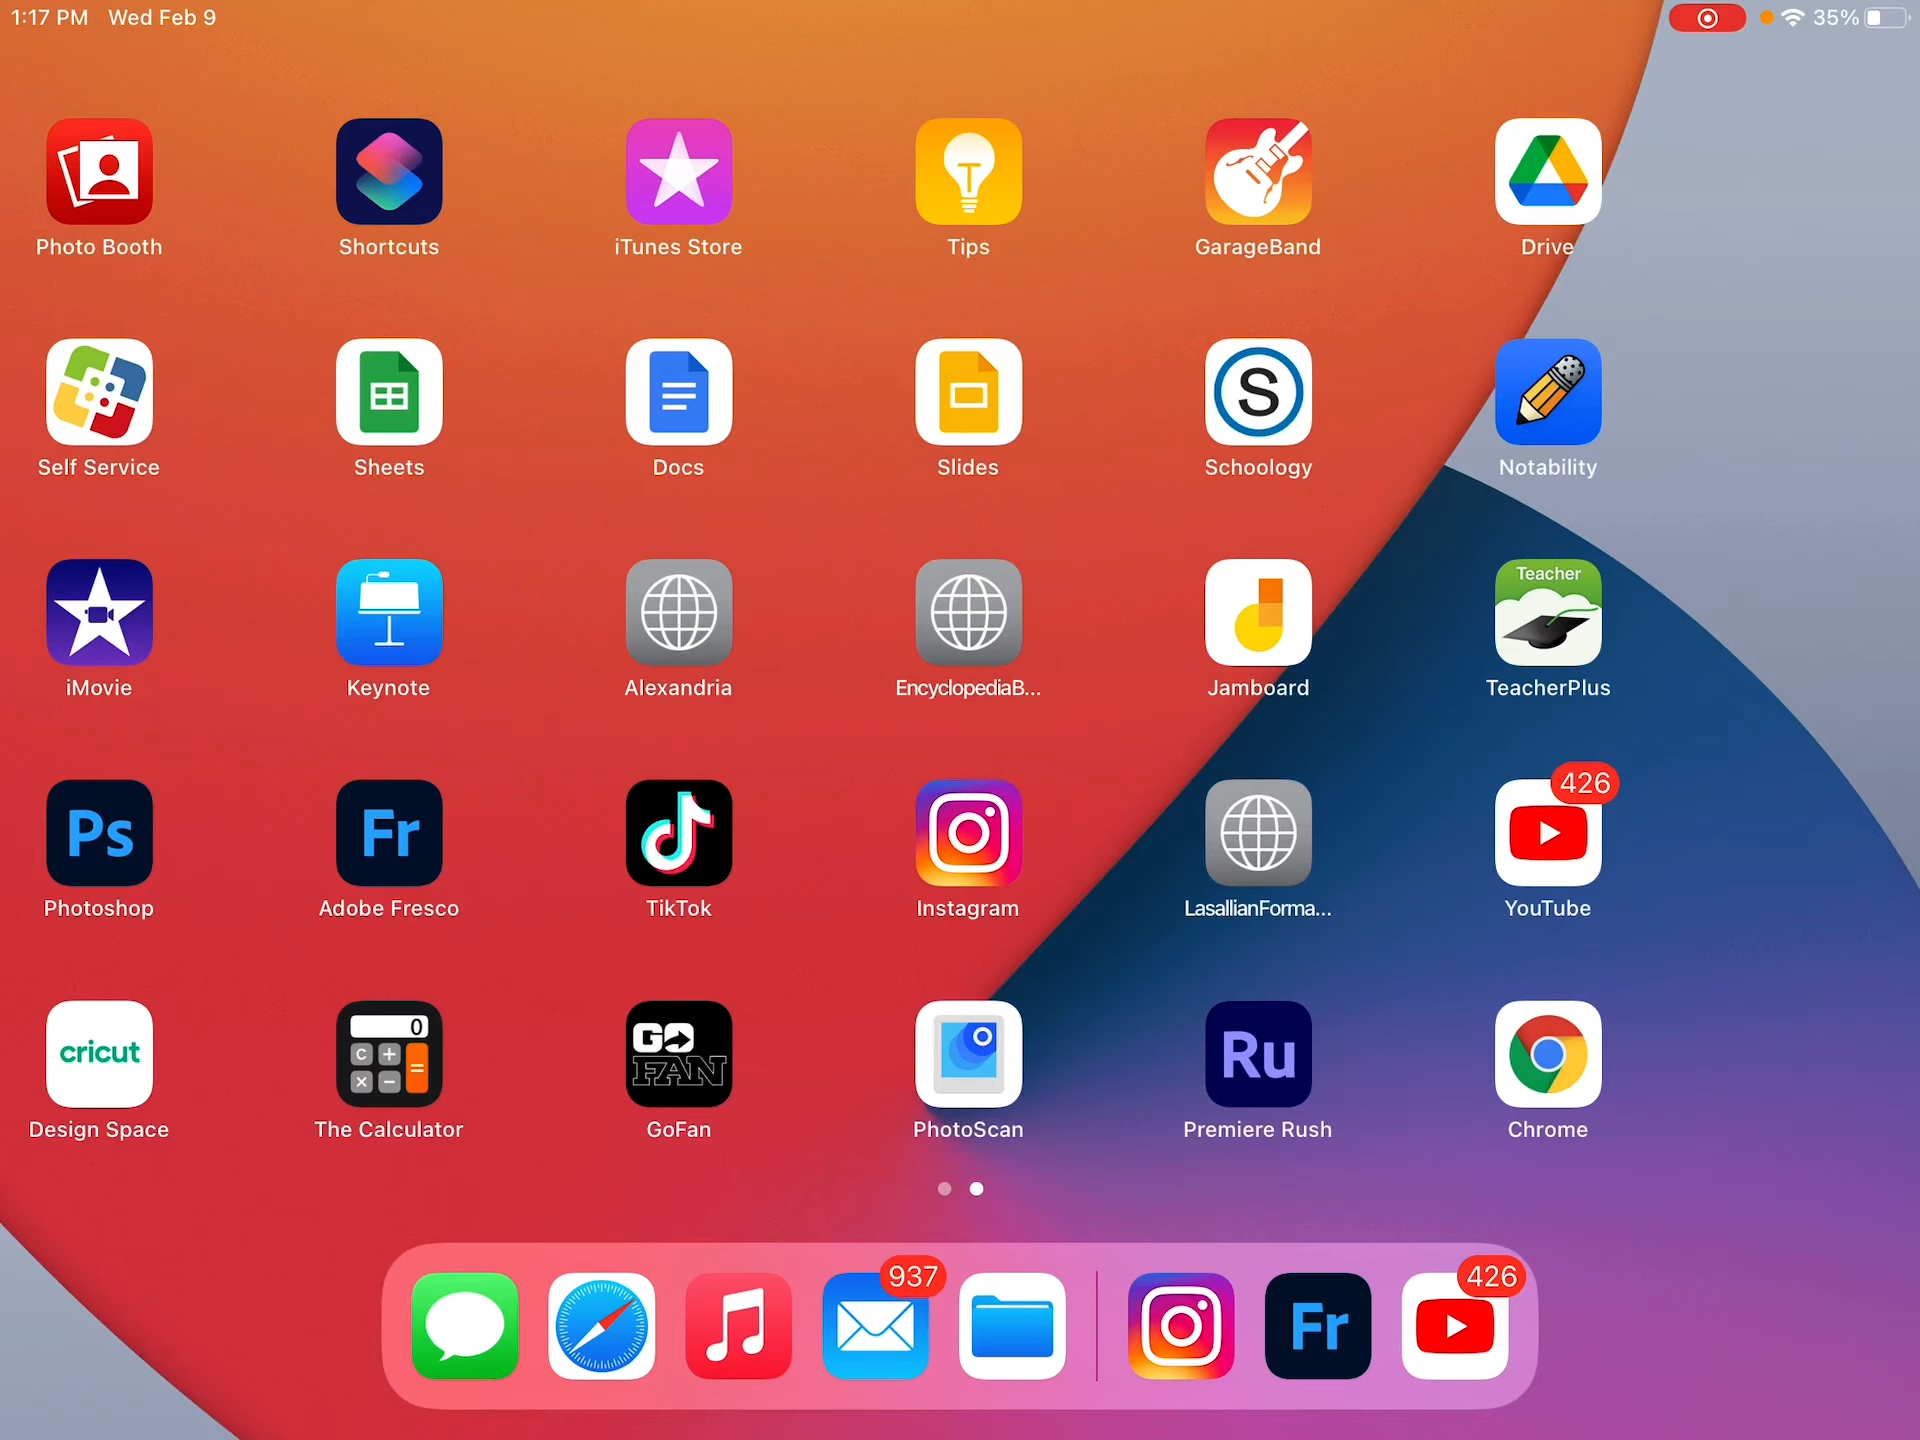 1:17 PM Wed Feb 9 35%
Photo Booth Shortcuts iTunes Store Tips GarageBand Drive
S
Self Service Sheets Docs Slides Schoology Notability
Teacher
iMovie Keynote Alexandria EncyclopediaB... Jamboard TeacherPlus
426
Ps Fr
Photoshop Adobe Fresco TikTok Instagram LasallianForma... YouTube
cricut 0 C + = × − GO FAN Ru
Design Space The Calculator GoFan PhotoScan Premiere Rush Chrome
937 426
Fr